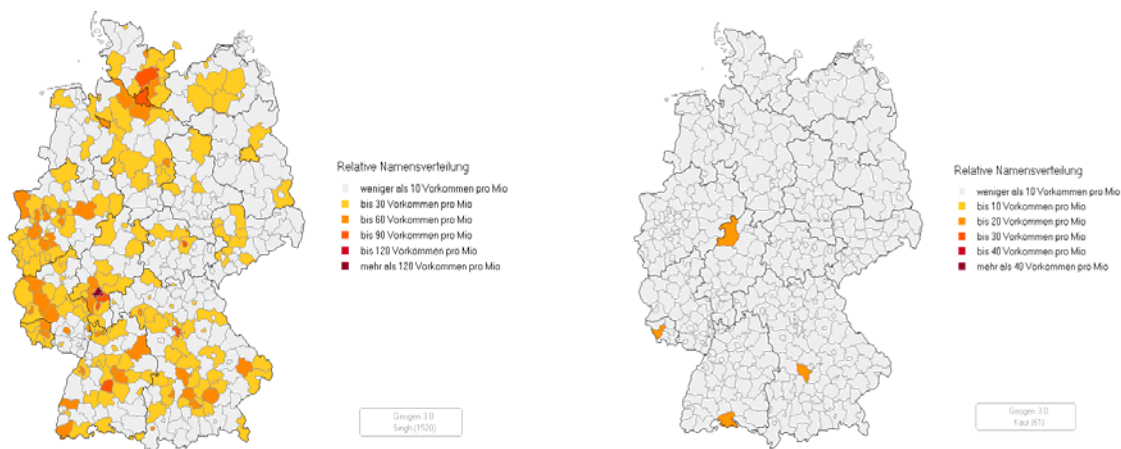 Relative Namensverteilung
weniger als 10 Vorkommen pro Mio
bis 30 Vorkommen pro Mio
bis 60 Vorkommen pro Mio
bis 90 Vorkommen pro Mio
bis 120 Vorkommen pro Mio
mehr als 120 Vorkommen pro Mio
Geogen 3.0
Singh (1520)
Relative Namensverteilung
weniger als 10 Vorkommen pro Mio
bis 10 Vorkommen pro Mio
bis 20 Vorkommen pro Mio
bis 30 Vorkommen pro Mio
bis 40 Vorkommen pro Mio
mehr als 40 Vorkommen pro Mio
Geogen 3.0
Kaur (61)